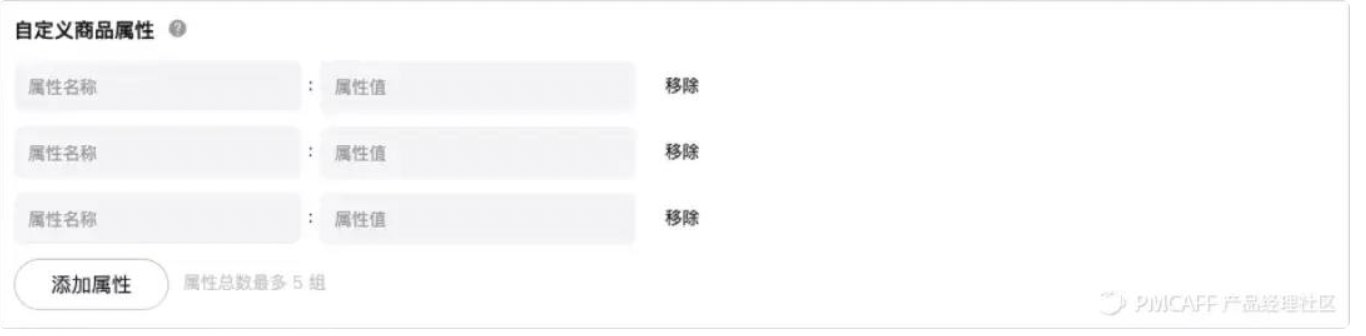 自定义商品属性 ?
属性名称 : 属性值 移除
属性名称 : 属性值 移除
属性名称 : 属性值 移除
添加属性 属性总数最多 5 组
PMCAFF 产品经理社区